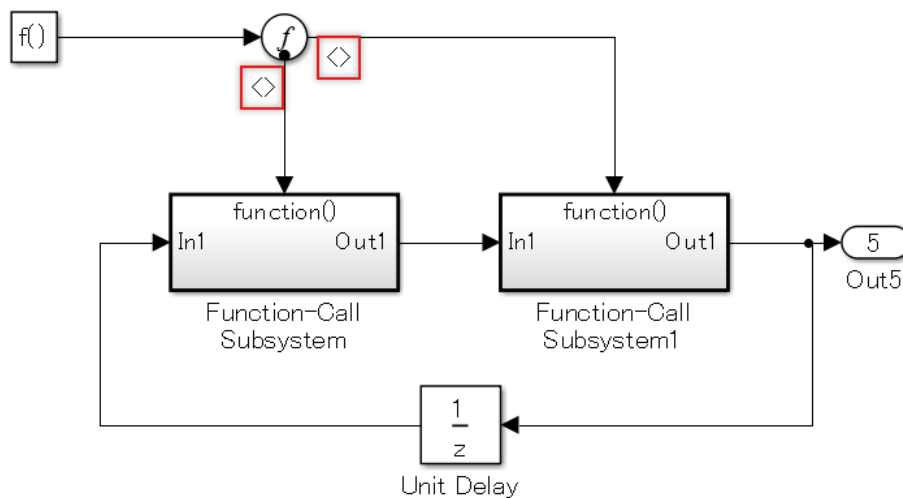 f()
f
<>
<>
function()
In1
Out1
Function-Call
Subsystem
function()
In1
Out1
Function-Call
Subsystem1
5
Out5
1
z
Unit Delay